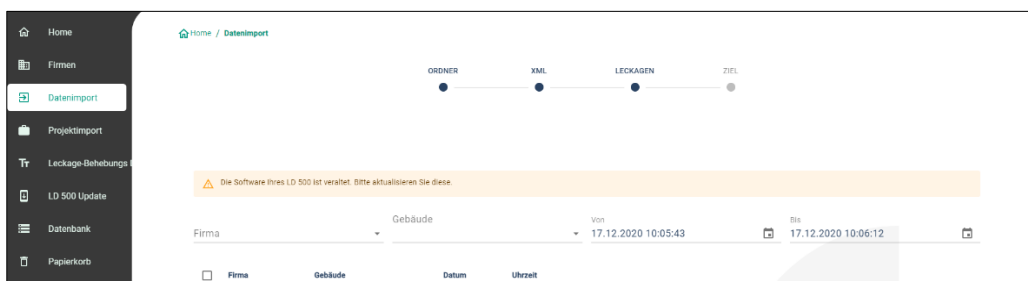 Home
Firmen
Datenimport
Projektimport
Leckage-Behebungs
LD 500 Update
Datenbank
Papierkorb
Home / Datenimport
ORDNER XML LECKAGEN ZIEL
Die Software Ihres LD 500 ist veraltet. Bitte aktualisieren Sie diese.
Firma
Gebäude
Von
17.12.2020 10:05:43
Bis
17.12.2020 10:06:12
Firma Gebäude Datum Uhrzeit